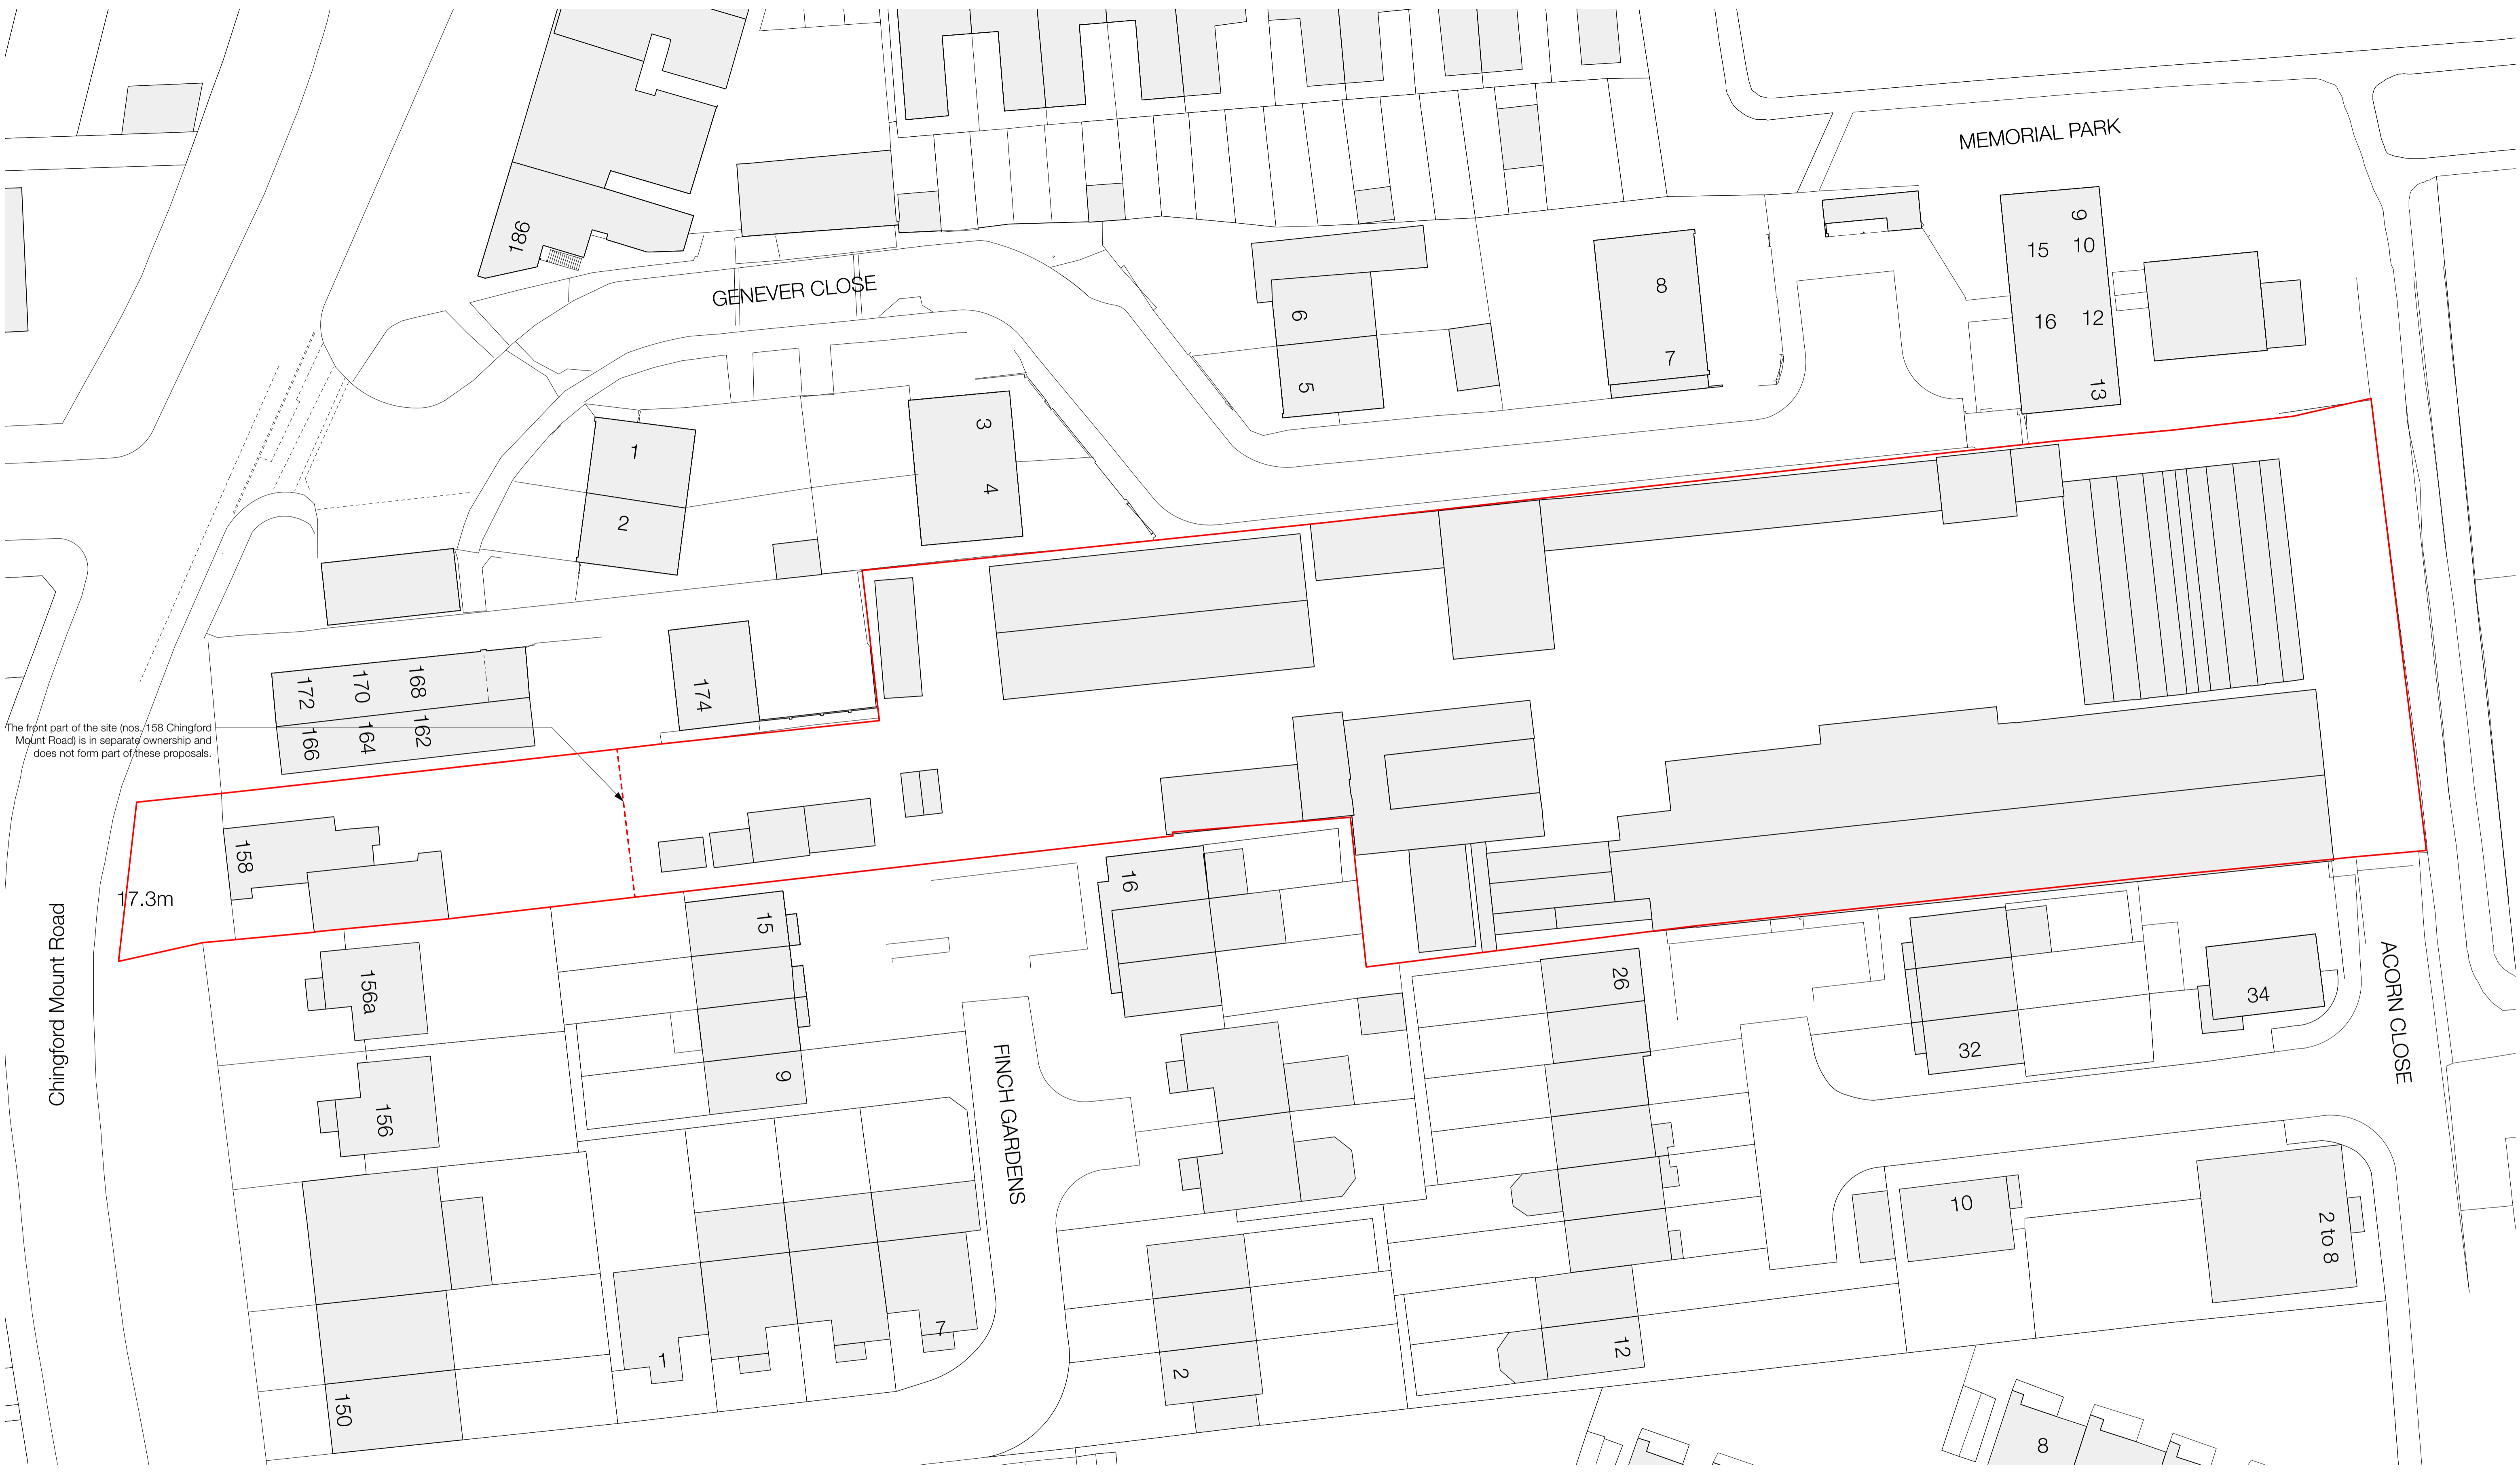 MEMORIAL PARK
186
GENEVER CLOSE
9
15 10
16 12
13
8
7
6
5
3
4
1
2
172 170 168
166 164 162
174
The front part of the site (nos. 158 Chingford
Mount Road) is in separate ownership and
does not form part of these proposals.
158
17.3m
Chingford Mount Road
156a
156
150
15
9
16
FINCH GARDENS
1
7
2
26
12
32
34
ACORN CLOSE
10
2 to 8
8